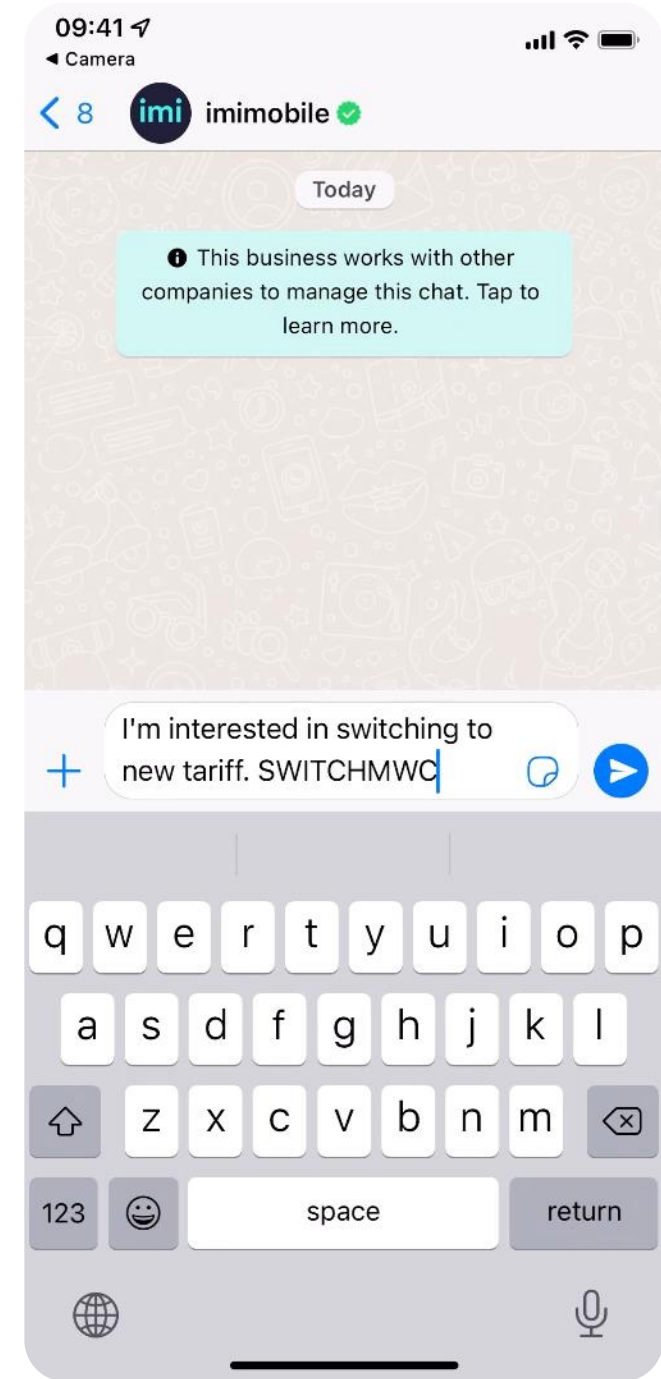 09:41
◀ Camera
8
imi
imimobile
Today
This business works with other
companies to manage this chat. Tap to
learn more.
I'm interested in switching to
new tariff. SWITCHMWC
q w e r t y u i o p
a s d f g h j k l
z x c v b n m
123 space return